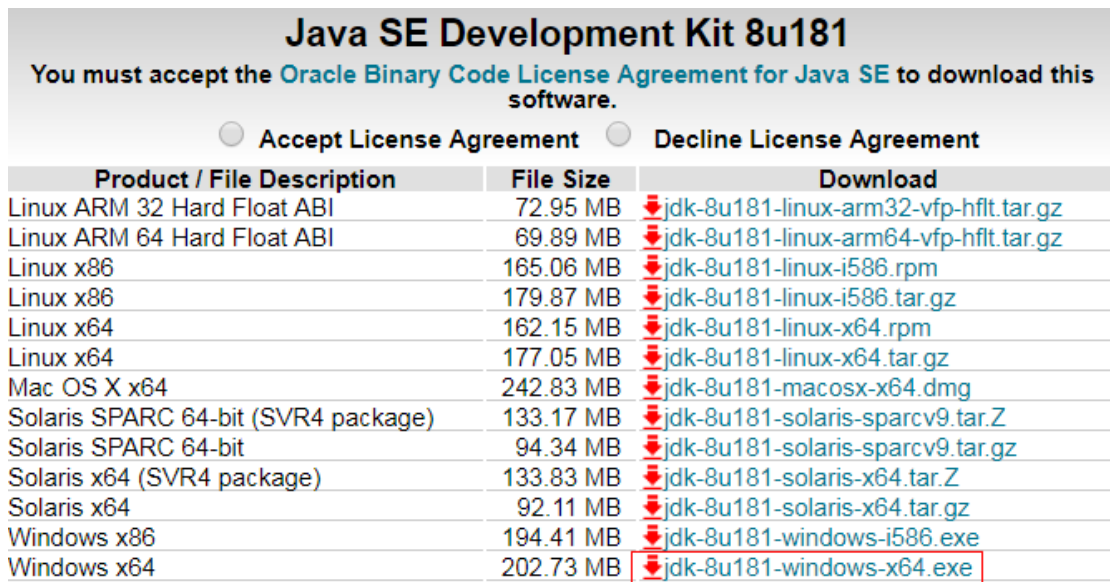 Java SE Development Kit 8u181
You must accept the Oracle Binary Code License Agreement for Java SE to download this
software.
Accept License Agreement Decline License Agreement
Product / File Description File Size Download
Linux ARM 32 Hard Float ABI 72.95 MB jdk-8u181-linux-arm32-vfp-hflt.tar.gz
Linux ARM 64 Hard Float ABI 69.89 MB jdk-8u181-linux-arm64-vfp-hflt.tar.gz
Linux x86 165.06 MB jdk-8u181-linux-i586.rpm
Linux x86 179.87 MB jdk-8u181-linux-i586.tar.gz
Linux x64 162.15 MB jdk-8u181-linux-x64.rpm
Linux x64 177.05 MB jdk-8u181-linux-x64.tar.gz
Mac OS X x64 242.83 MB jdk-8u181-macosx-x64.dmg
Solaris SPARC 64-bit (SVR4 package) 133.17 MB jdk-8u181-solaris-sparcv9.tar.Z
Solaris SPARC 64-bit 94.34 MB jdk-8u181-solaris-sparcv9.tar.gz
Solaris x64 (SVR4 package) 133.83 MB jdk-8u181-solaris-x64.tar.Z
Solaris x64 92.11 MB jdk-8u181-solaris-x64.tar.gz
Windows x86 194.41 MB jdk-8u181-windows-i586.exe
Windows x64 202.73 MB jdk-8u181-windows-x64.exe